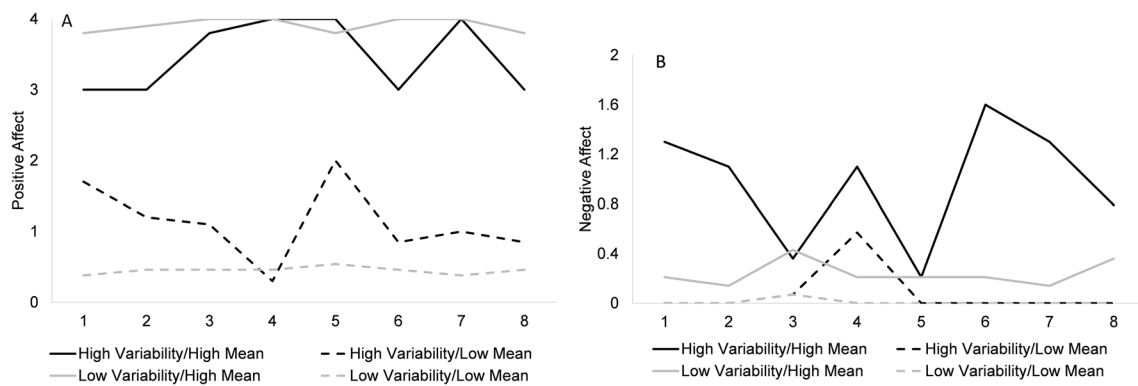 A
Positive Affect
4
3
2
1
0
1 2 3 4 5 6 7 8
High Variability/High Mean
High Variability/Low Mean
Low Variability/High Mean
Low Variability/Low Mean
B
Negative Affect
2
1.6
1.2
0.8
0.4
0
1 2 3 4 5 6 7 8
High Variability/High Mean
High Variability/Low Mean
Low Variability/High Mean
Low Variability/Low Mean